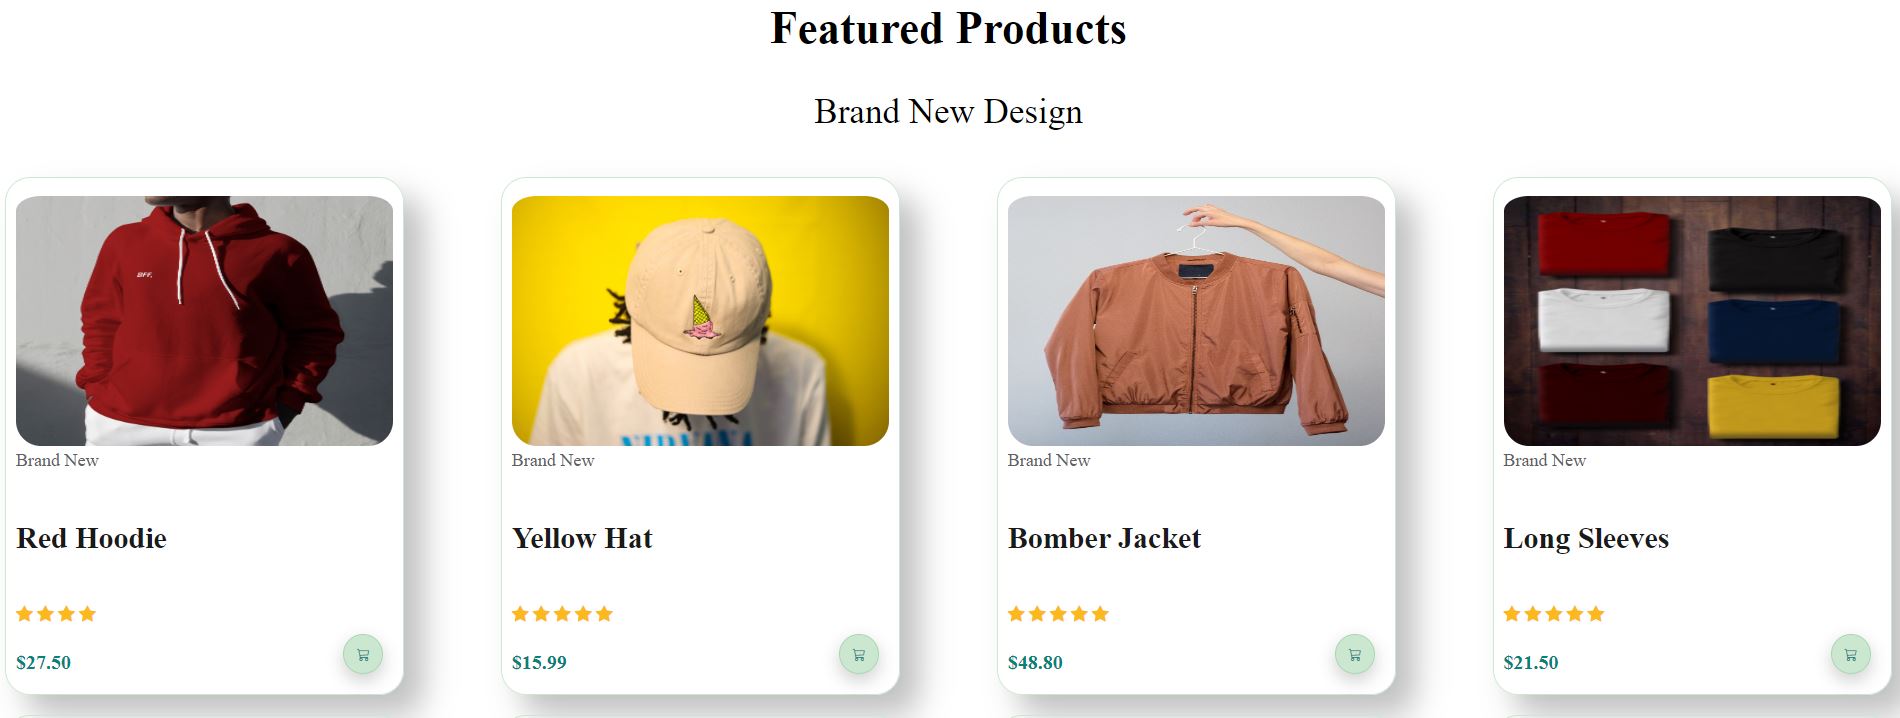 Featured Products
Brand New Design
BFF.
NIRVANA
Brand New
Red Hoodie
$27.50
Brand New
Yellow Hat
$15.99
Brand New
Bomber Jacket
$48.80
Brand New
Long Sleeves
$21.50